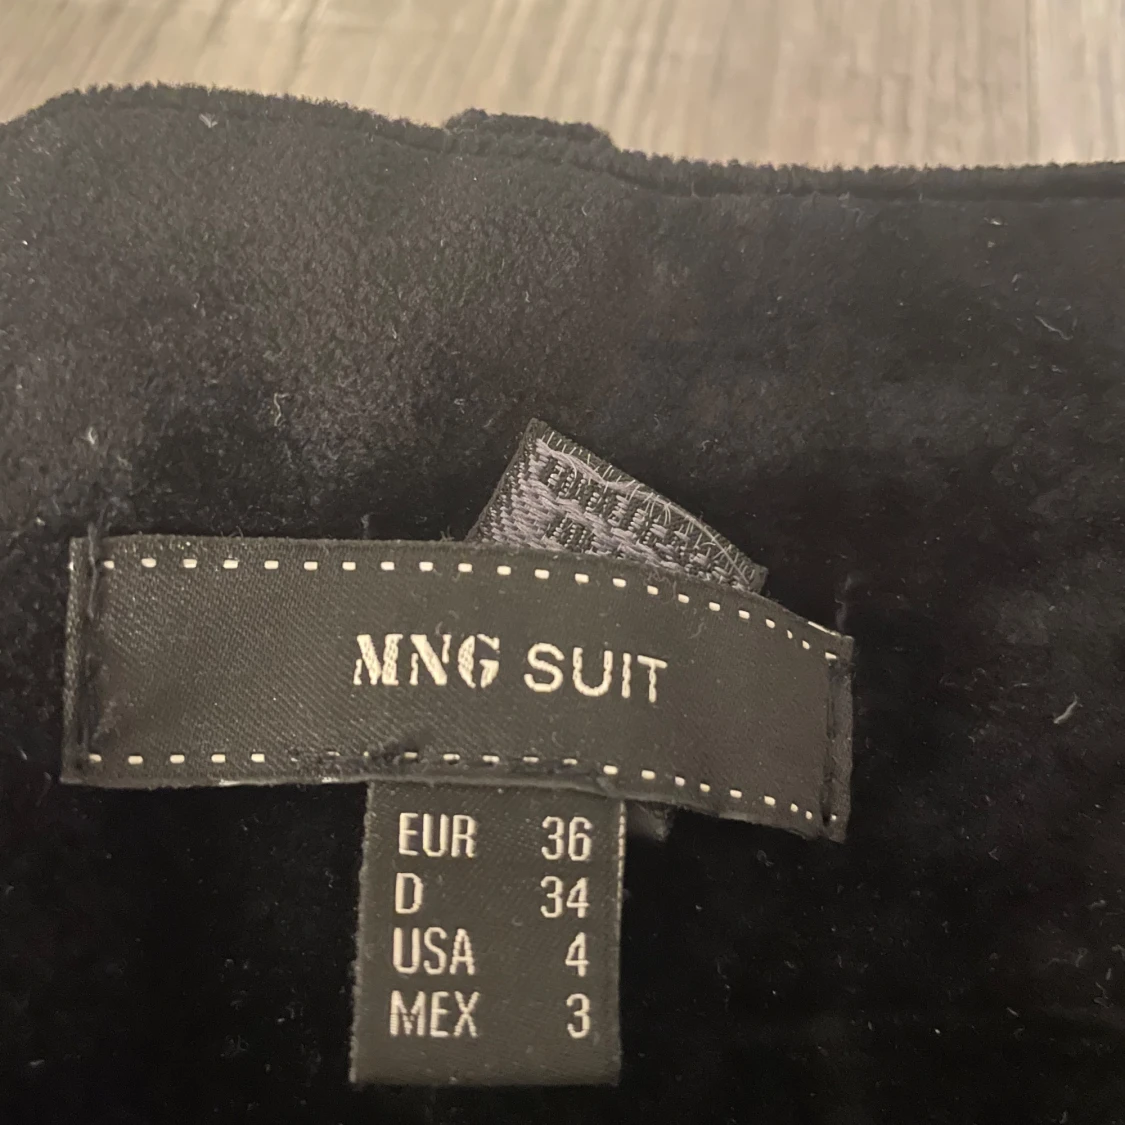 MNG SUIT
EUR 36
D 34
USA 4
MEX 3